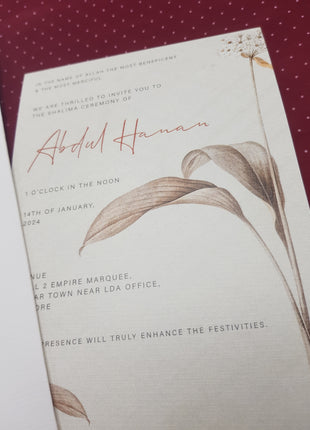 IN THE NAME OF ALLAH THE MOST BENEFICENT
& THE MOST MERCIFUL
WE ARE THRILLED TO INVITE YOU TO
THE SHALIMA CEREMONY OF
Abdul Hanan
1 O'CLOCK IN THE NOON
14TH OF JANUARY,
2024
NUE
L 2 EMPIRE MARQUEE,
AR TOWN NEAR LDA OFFICE,
ORE
PRESENCE WILL TRULY ENHANCE THE FESTIVITIES.